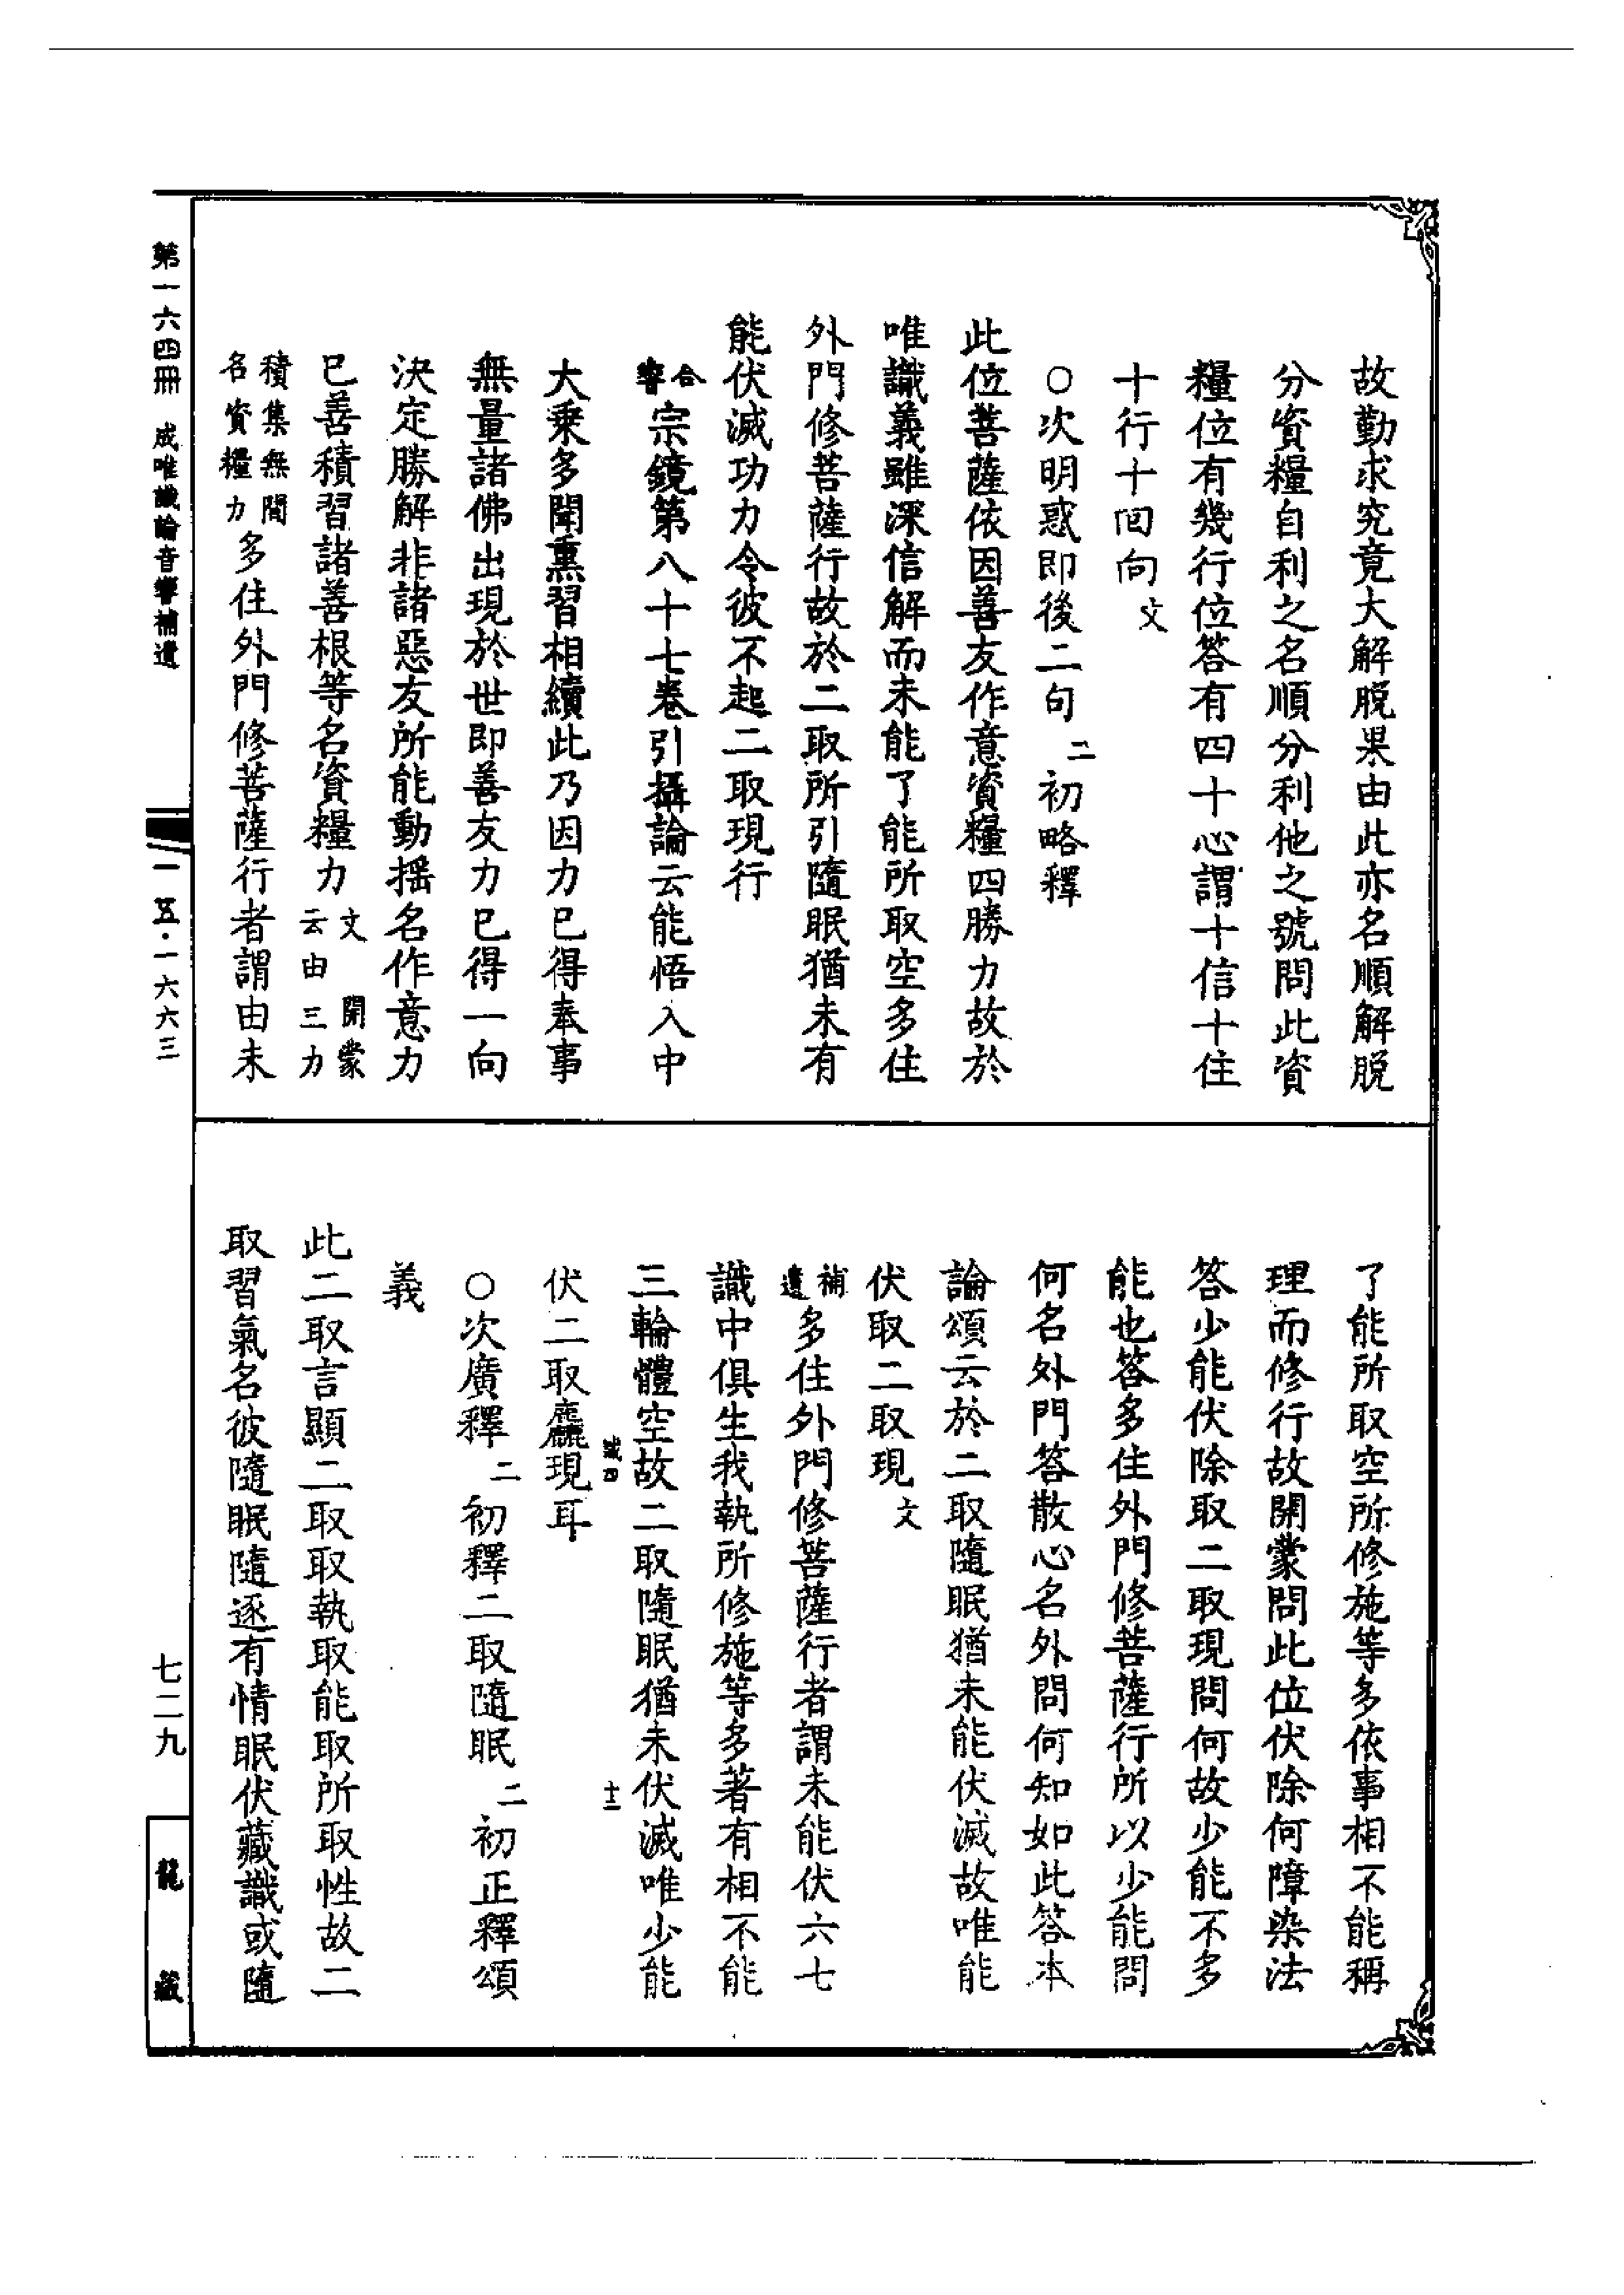 故勤求究竟大解脫果由此亦名順解脫
分資糧自利之名順分利他之號問此資
糧位有幾行位答有四十心謂十信十住
十行十回向文
○次明惑即後二句二初略釋
此位菩薩依因善友作意資糧四勝力故於
唯識義雖深信解而未能了能所取空多住
外門修菩薩行故於二取所引隨眠猶未有
能伏滅功力令彼不起二取現行
合響宗鏡第八十七卷引攝論云能悟入中
大乘多聞熏習相續此乃因力已得奉事
無量諸佛出現於世即善友力已得一向
決定勝解非諸惡友所能動搖名作意力
已善積習諸善根等名資糧力文 開蒙云由三力
積集無間名資糧力多住外門修菩薩行者謂由未
了能所取空所修施等多依事相不能稱
理而修行故開蒙問此位伏除何障染法
答少能伏除取二取現問何故少能不多
能也答多住外門修菩薩行所以少能問
何名外門答散心名外問何知如此答本
論頌云於二取隨眠猶未能伏滅故唯能
伏取二取現文
補遺多住外門修菩薩行者謂未能伏六七
識中俱生我執所修施等多著有相不能
三輪體空故二取隨眠猶未伏滅唯少能
伏二取麤現耳
○次廣釋二初釋二取隨眠二初正釋頌
義
此二取言顯二取取執取能取所取性故二
取習氣名彼隨眠隨逐有情眠伏藏識或隨
第一六四冊 成唯識論音響補遺
一五·一六六三
七二九
龍藏
十二